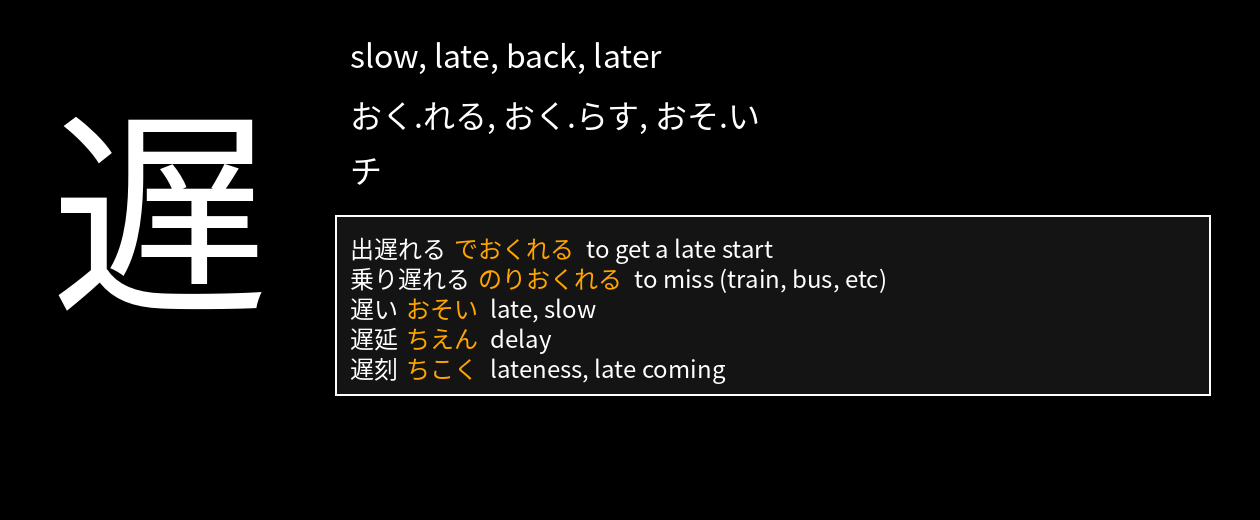 遅
slow, late, back, later
おく.れる, おく.らす, おそ.い
チ
出遅れる でおくれる to get a late start
乗り遅れる のりおくれる to miss (train, bus, etc)
遅い おそい late, slow
遅延 ちえん delay
遅刻 ちこく lateness, late coming